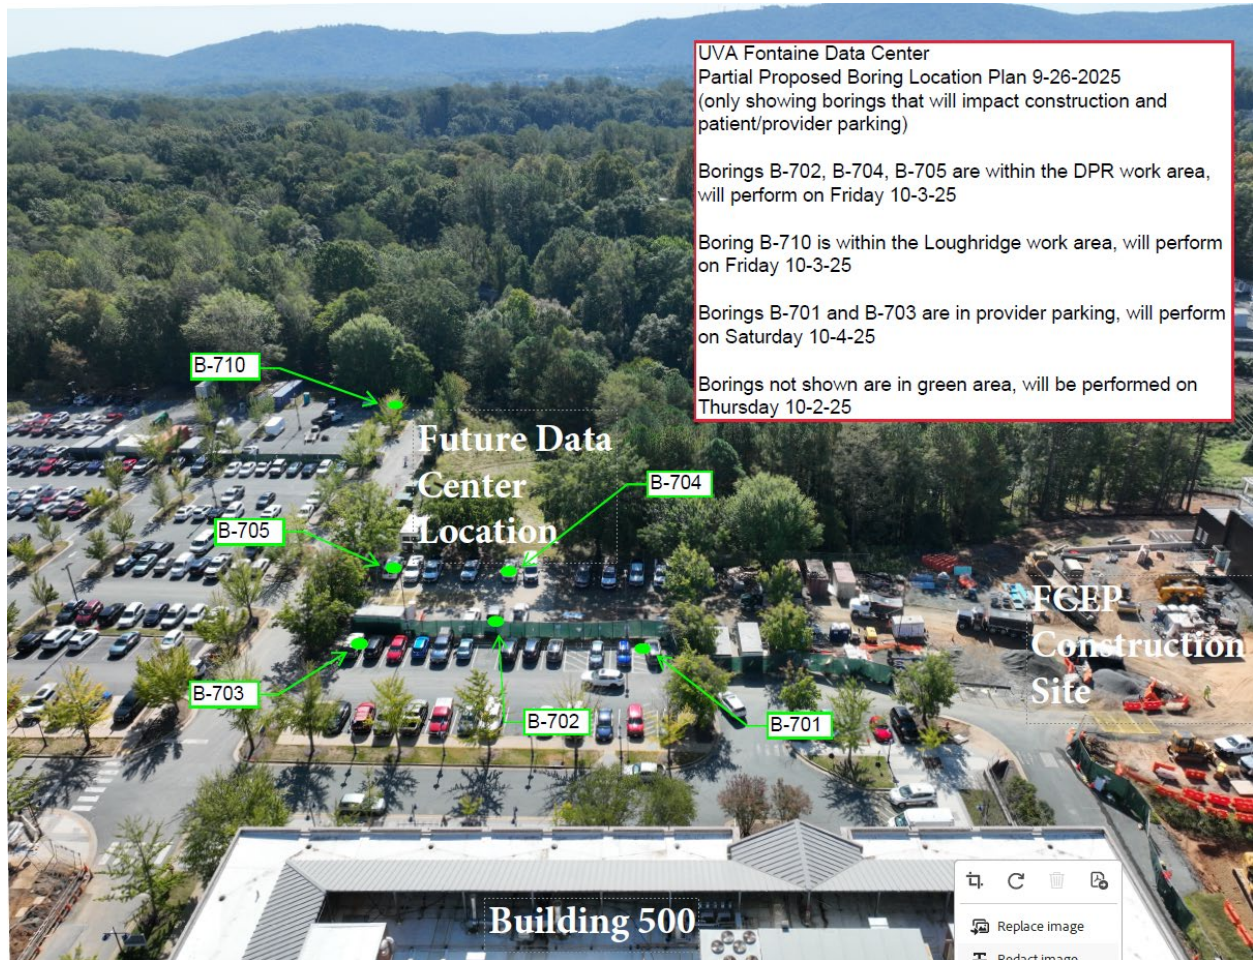 UVA Fontaine Data Center
Partial Proposed Boring Location Plan 9-26-2025
(only showing borings that will impact construction and
patient/provider parking)
Borings B-702, B-704, B-705 are within the DPR work area,
will perform on Friday 10-3-25
Boring B-710 is within the Loughridge work area, will perform
on Friday 10-3-25
Borings B-701 and B-703 are in provider parking, will perform
on Saturday 10-4-25
Borings not shown are in green area, will be performed on
Thursday 10-2-25
B-710
Future Data
Center
Location
B-704
B-705
FCEP
Construction
Site
B-703
B-702
B-701
Building 500
Replace image
Redact image